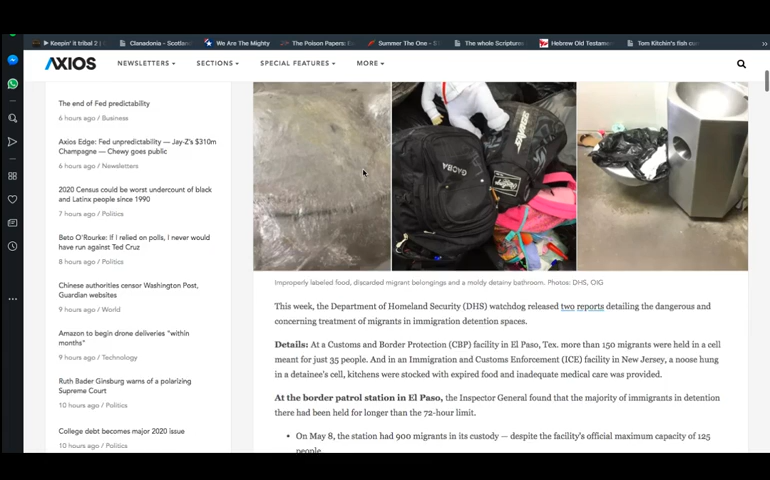 Keepin' it tribal 2 (
Clanadonia - Scotlan
We Are The Mighty
The Poison Papers: E
Summer The One - S
The whole Scripture
Hebrew Old Testame
Tom Kitchin's fish co
AXIOS
NEWSLETTERS
SECTIONS
SPECIAL FEATURES
MORE
The end of Fed predictability
6 hours ago / Business
Axios Edge: Fed unpredictability — Jay-Z's $310m
Champagne — Chewy goes public
6 hours ago / Newsletters
2020 Census could be worst undercount of black
and Latinx people since 1990
7 hours ago / Politics
Beto O'Rourke: If I relied on polls, I never would
have run against Ted Cruz
8 hours ago / Politics
Chinese authorities censor Washington Post,
Guardian websites
9 hours ago / World
Amazon to begin drone deliveries "within
months"
9 hours ago / Technology
Ruth Bader Ginsburg warns of a polarizing
Supreme Court
10 hours ago / Politics
College debt becomes major 2020 issue
10 hours ago / Politics
GACBA
Rawlings
Improperly labeled food, discarded migrant belongings and a moldy detainy bathroom. Photos: DHS, OIG
This week, the Department of Homeland Security (DHS) watchdog released two reports detailing the dangerous and
concerning treatment of migrants in immigration detention spaces.
Details: At a Customs and Border Protection (CBP) facility in El Paso, Tex. more than 150 migrants were held in a cell
meant for just 35 people. And in an Immigration and Customs Enforcement (ICE) facility in New Jersey, a noose hung
in a detainee's cell, kitchens were stocked with expired food and inadequate medical care was provided.
At the border patrol station in El Paso, the Inspector General found that the majority of immigrants in detention
there had been held for longer than the 72-hour limit.
• On May 8, the station had 900 migrants in its custody — despite the facility's official maximum capacity of 125
people.